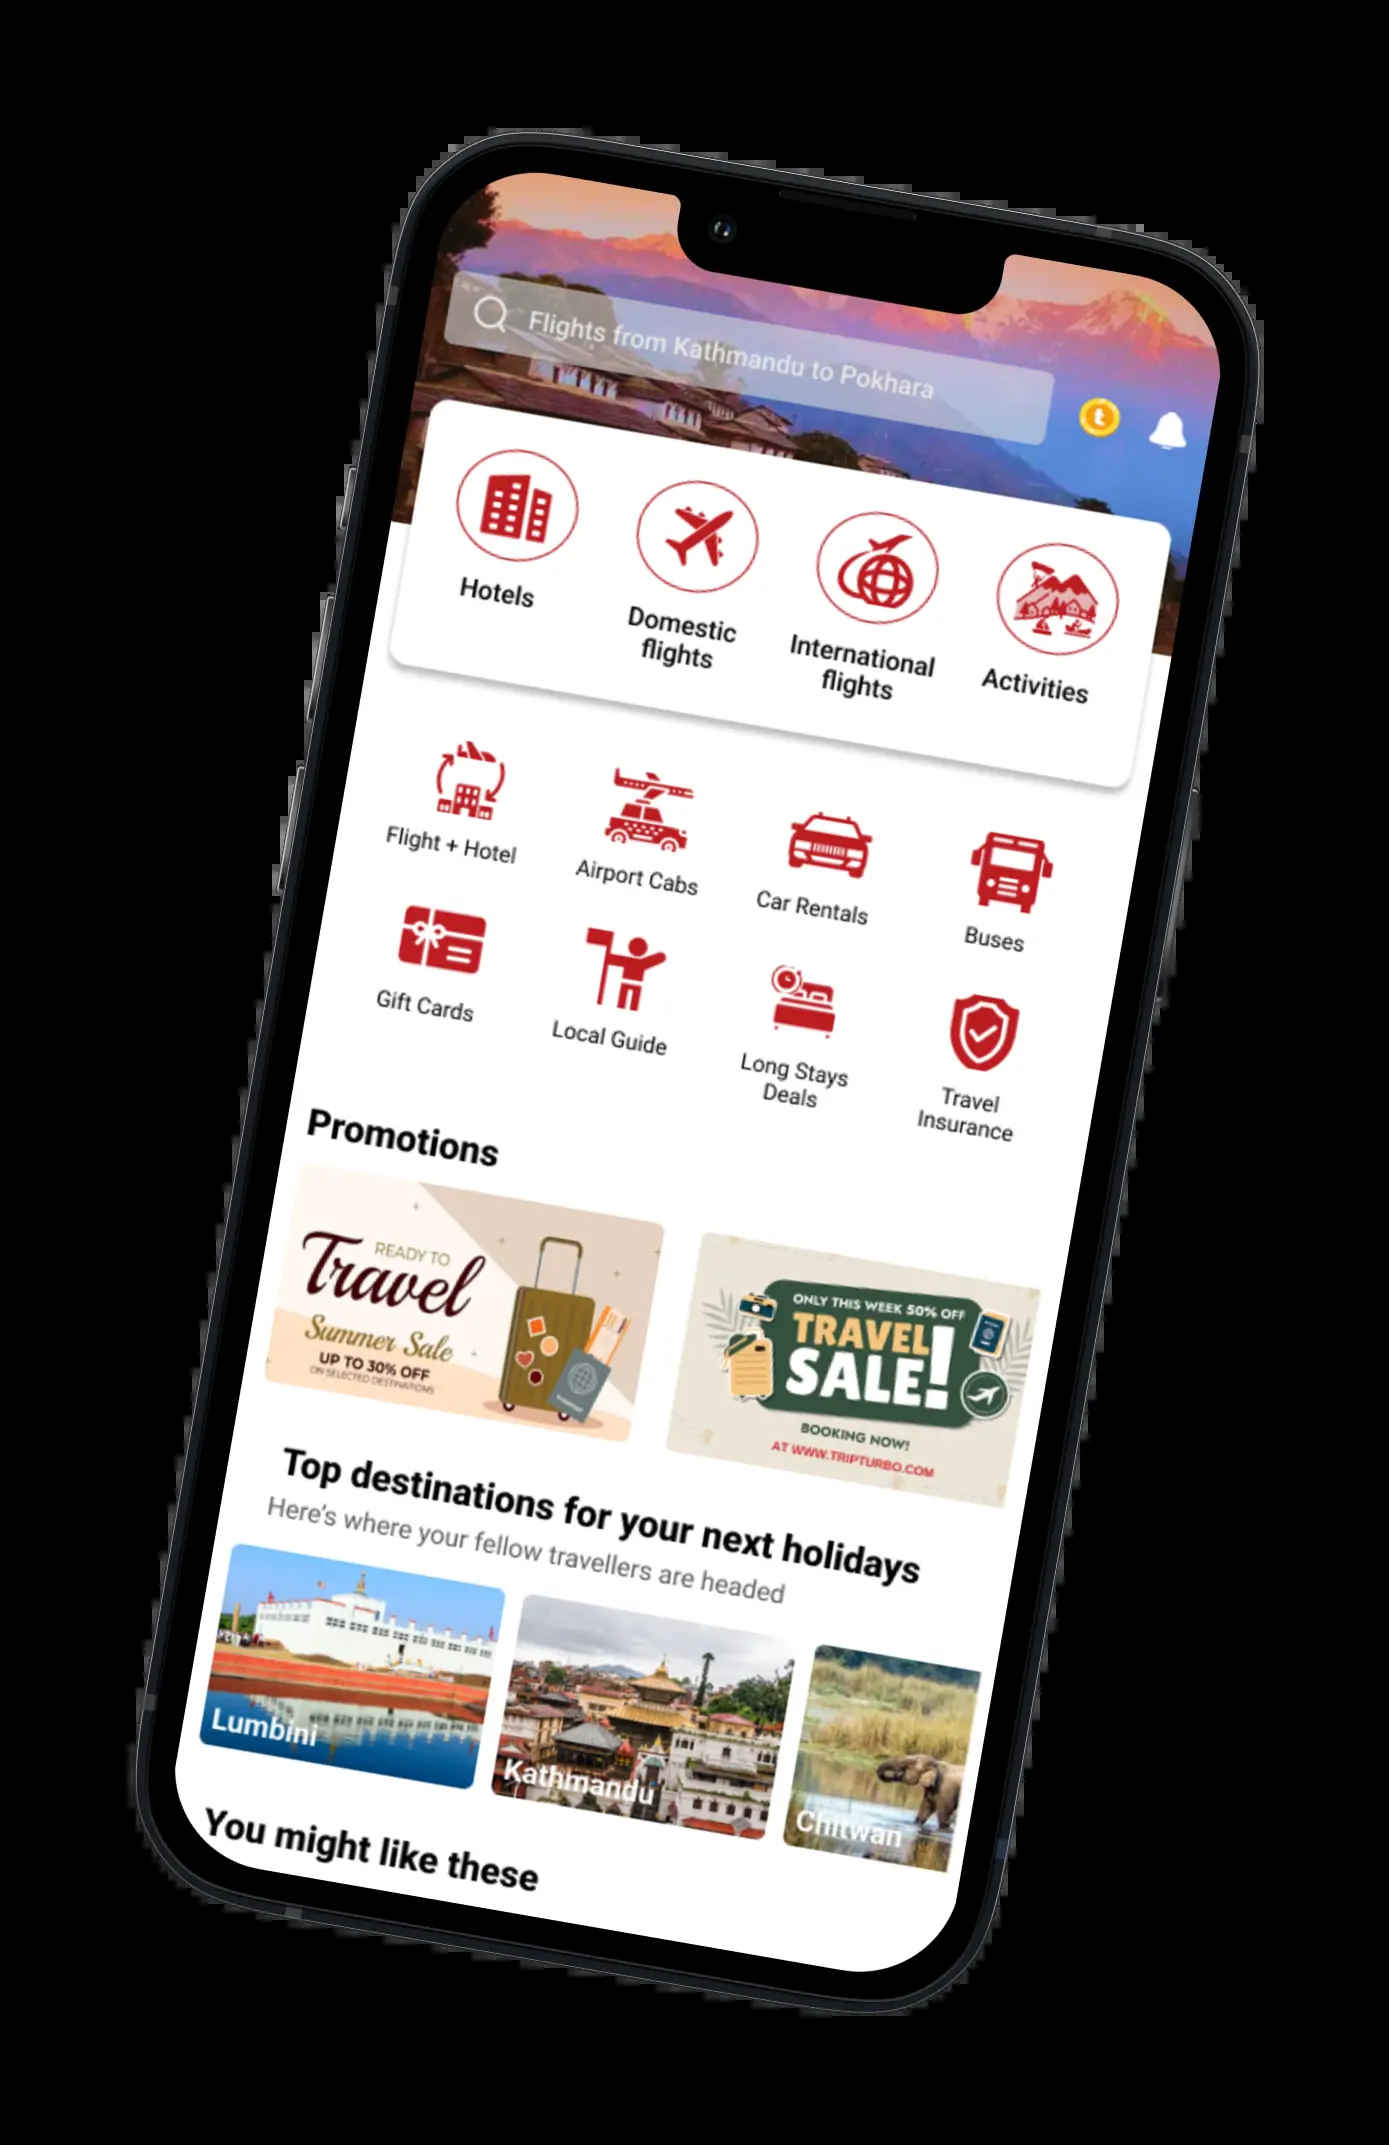 Flights from Kathmandu to Pokhara
t
Hotels
Domestic
flights
International
flights
Activities
Flight + Hotel
Airport Cabs
Car Rentals
Buses
Gift Cards
Local Guide
Long Stays
Deals
Travel
Insurance
Promotions
READY TO
Travel
Summer Sale
UP TO 30% OFF
ON SELECTED DESTINATIONS
ONLY THIS WEEK 50% OFF
TRAVEL
SALE!
BOOKING NOW!
AT WWW.TRIPTURBO.COM
Top destinations for your next holidays
Here's where your fellow travellers are headed
Lumbini
Kathmandu
Chitwan
You might like these